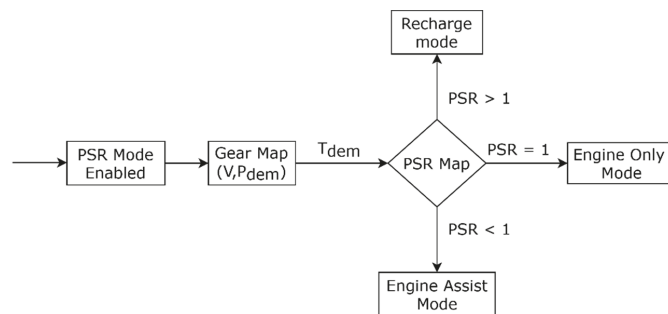 Recharge
mode
PSR > 1
PSR Mode
Enabled
Gear Map
(V,Pdem)
Tdem
PSR Map
PSR = 1
Engine Only
Mode
PSR < 1
Engine Assist
Mode